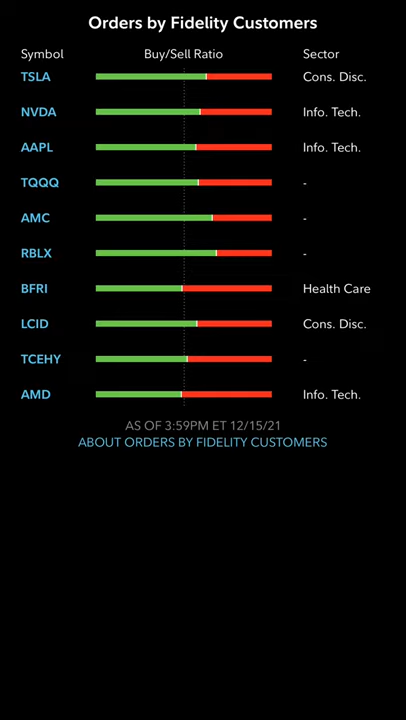 Orders by Fidelity Customers
Symbol Buy/Sell Ratio Sector
TSLA Cons. Disc.
NVDA Info. Tech.
AAPL Info. Tech.
TQQQ -
AMC -
RBLX -
BFRI Health Care
LCID Cons. Disc.
TCEHY -
AMD Info. Tech.
AS OF 3:59PM ET 12/15/21
ABOUT ORDERS BY FIDELITY CUSTOMERS